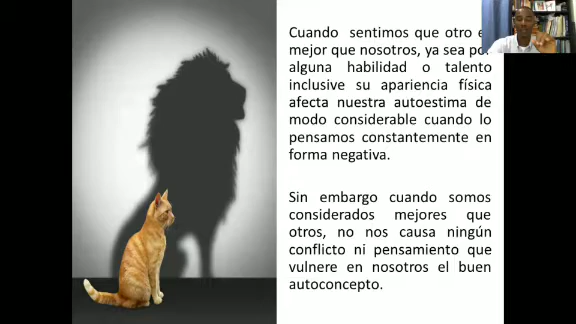 Cuando sentimos que otro
mejor que nosotros, ya sea por
alguna habilidad o talento
inclusive su apariencia física
afecta nuestra autoestima de
modo considerable cuando lo
pensamos constantemente en
forma negativa.
Sin embargo cuando somos
considerados mejores que
otros, no nos causa ningún
conflicto ni pensamiento que
vulnere en nosotros el buen
autoconcepto.